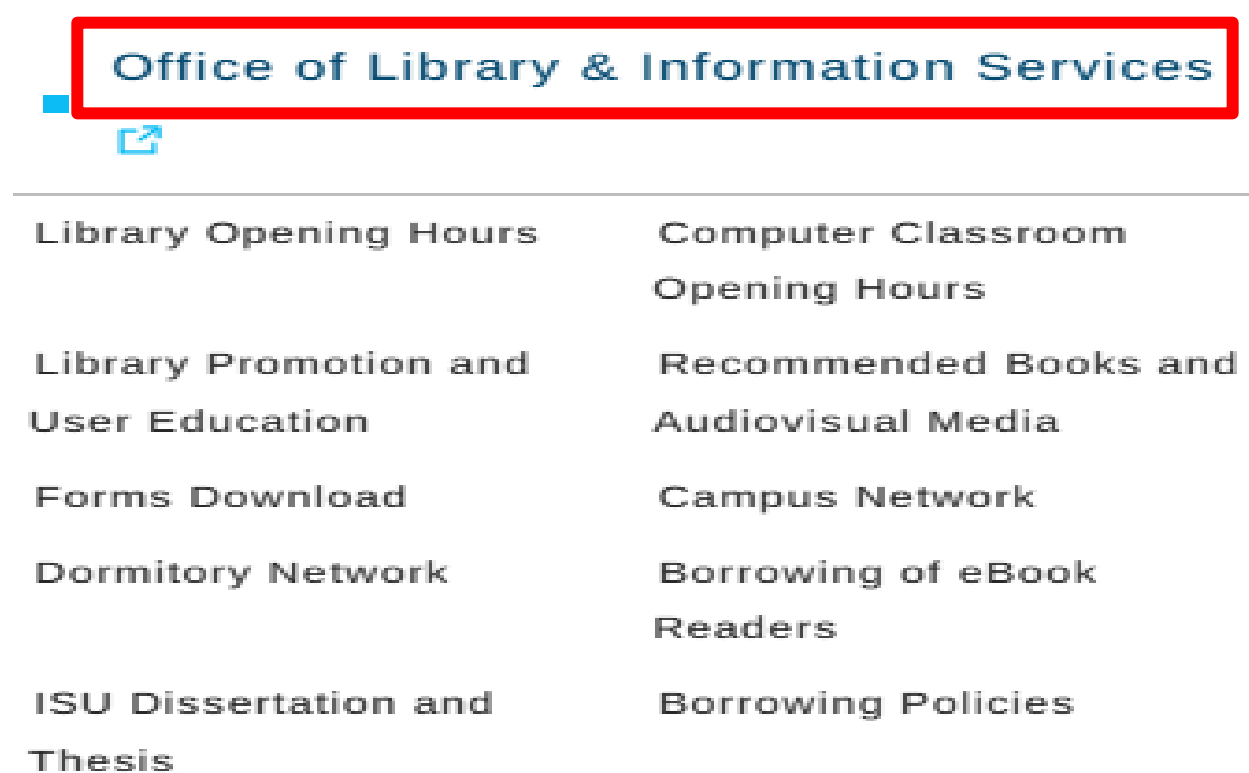 Office of Library & Information Services
Library Opening Hours
Computer Classroom
Opening Hours
Library Promotion and
User Education
Recommended Books and
Audiovisual Media
Forms Download
Campus Network
Dormitory Network
Borrowing of eBook
Readers
ISU Dissertation and
Thesis
Borrowing Policies